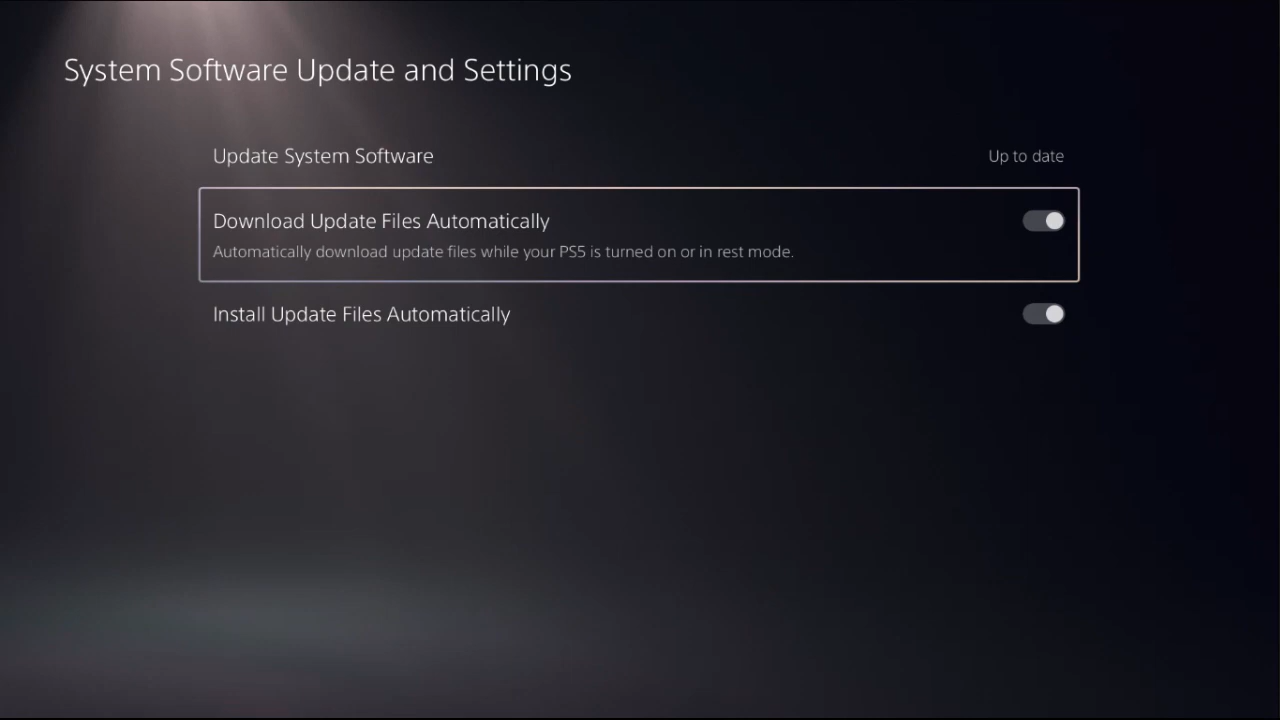 System Software Update and Settings
Update System Software Up to date
Download Update Files Automatically
Automatically download update files while your PS5 is turned on or in rest mode.
Install Update Files Automatically